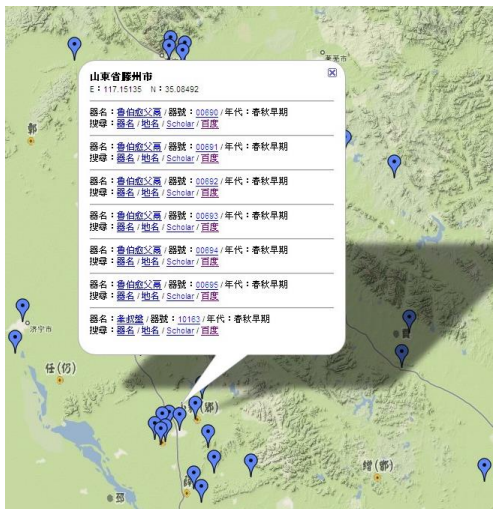 山東省滕州市
E:117.15135 N:35.08492
器名:魯伯愈父鬲 / 器號:00690 / 年代:春秋早期
搜尋:器名 / 地名 / Scholar / 百度
器名:魯伯愈父鬲 / 器號:00691 / 年代:春秋早期
搜尋:器名 / 地名 / Scholar / 百度
器名:魯伯愈父鬲 / 器號:00692 / 年代:春秋早期
搜尋:器名 / 地名 / Scholar / 百度
器名:魯伯愈父鬲 / 器號:00693 / 年代:春秋早期
搜尋:器名 / 地名 / Scholar / 百度
器名:魯伯愈父鬲 / 器號:00694 / 年代:春秋早期
搜尋:器名 / 地名 / Scholar / 百度
器名:魯伯愈父鬲 / 器號:00695 / 年代:春秋早期
搜尋:器名 / 地名 / Scholar / 百度
器名:夆叔盤 / 器號:10163 / 年代:春秋早期
搜尋:器名 / 地名 / Scholar / 百度
莱芜市
济宁市
任(仍)
鄫(鄫)
邳